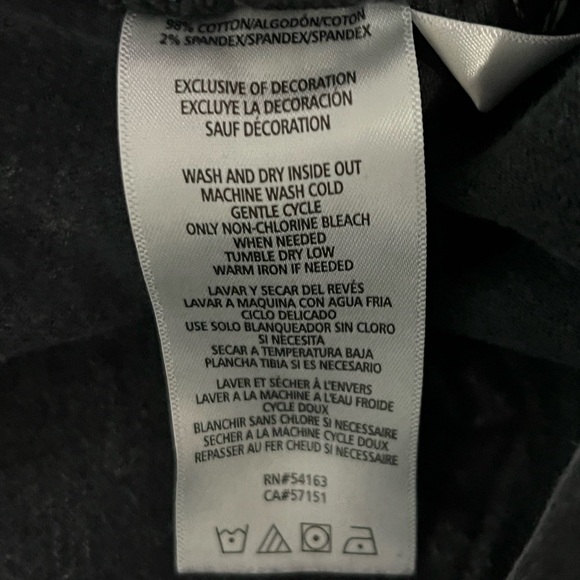 98% COTTON/ALGODÓN/COTON
2% SPANDEX/SPANDEX/SPANDEX
EXCLUSIVE OF DECORATION
EXCLUYE LA DECORACIÓN
SAUF DÉCORATION
WASH AND DRY INSIDE OUT
MACHINE WASH COLD
GENTLE CYCLE
ONLY NON-CHLORINE BLEACH
WHEN NEEDED
TUMBLE DRY LOW
WARM IRON IF NEEDED
LAVAR Y SECAR DEL REVÉS
LAVAR A MAQUINA CON AGUA FRIA
CICLO DELICADO
USE SOLO BLANQUEADOR SIN CLORO
SI NECESITA
SECAR A TEMPERATURA BAJA
PLANCHA TIBIA SI ES NECESARIO
LAVER ET SÉCHER À L'ENVERS
LAVER A LA MACHINE A L'EAU FROIDE
CYCLE DOUX
BLANCHIR SANS CHLORE SI NECESSAIRE
SECHER A LA MACHINE CYCLE DOUX
REPASSER AU FER CHEUD SI NECESSAIRE
RN#54163
CA#57151